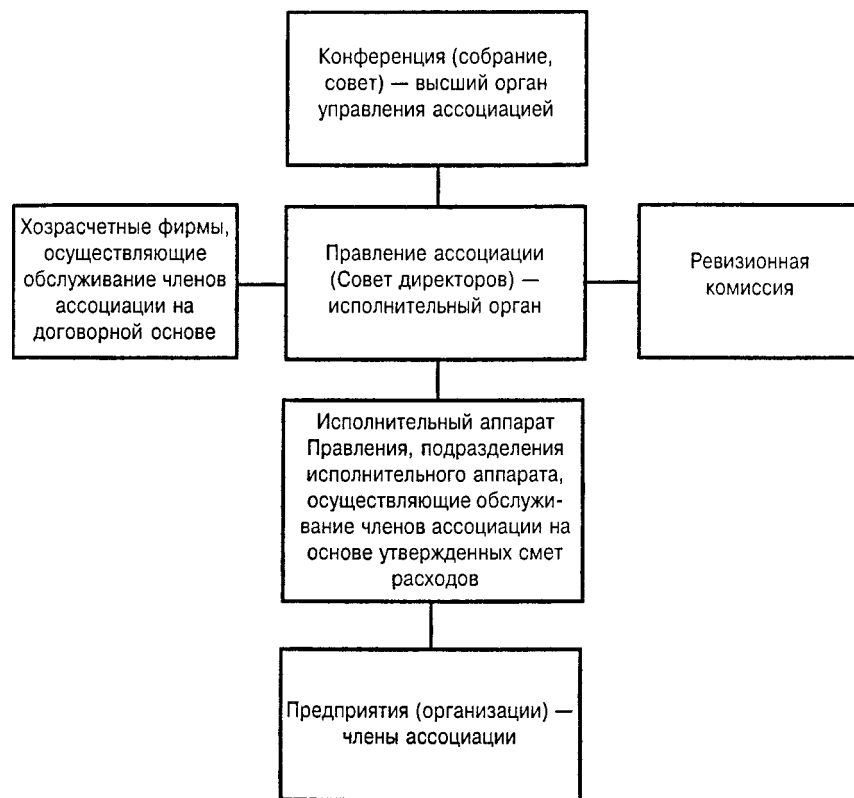 Конференция (собрание,
совет) — высший орган
управления ассоциацией
Хозрасчетные фирмы,
осуществляющие
обслуживание членов
ассоциации на
договорной основе
Правление ассоциации
(Совет директоров) —
исполнительный орган
Ревизионная
комиссия
Исполнительный аппарат
Правления, подразделения
исполнительного аппарата,
осуществляющие обслужи-
вание членов ассоциации на
основе утвержденных смет
расходов
Предприятия (организации) —
члены ассоциации